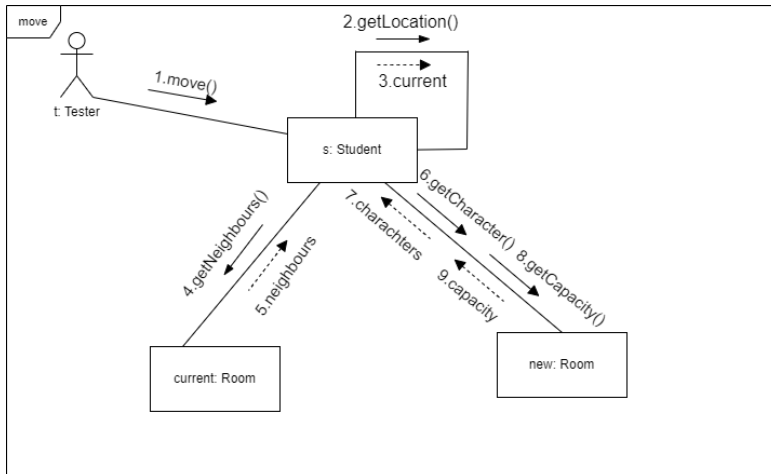 move
2.getLocation()
3.current
1.move()
t: Tester
s: Student
4.getNeighbours()
5.neighbours
6.getCharacter()
7.charachters
8.getCapacity()
9.capacity
current: Room
new: Room